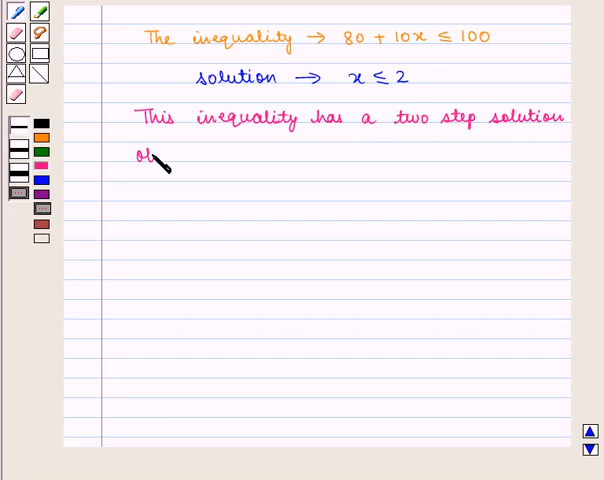 The inequality → 80 + 10x ≤ 100
solution → x ≤ 2
This inequality has a two step solution